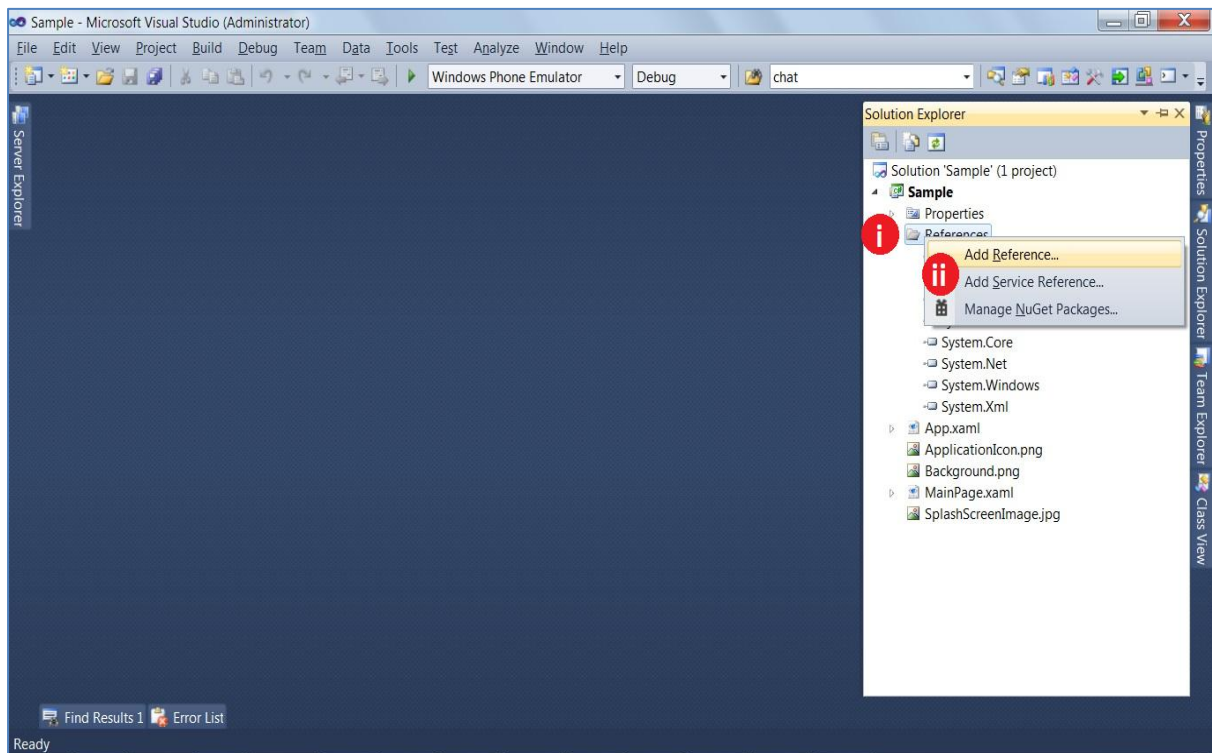 Sample - Microsoft Visual Studio (Administrator)
File Edit View Project Build Debug Team Data Tools Test Analyze Window Help
Windows Phone Emulator Debug chat
Server Explorer
Solution Explorer
Solution 'Sample' (1 project)
Sample
Properties
i References
Add Reference...
ii
Add Service Reference...
Manage NuGet Packages...
System.Core
System.Net
System.Windows
System.Xml
App.xaml
ApplicationIcon.png
Background.png
MainPage.xaml
SplashScreenImage.jpg
Properties
Solution Explorer
Team Explorer
Class View
Find Results 1 Error List
Ready